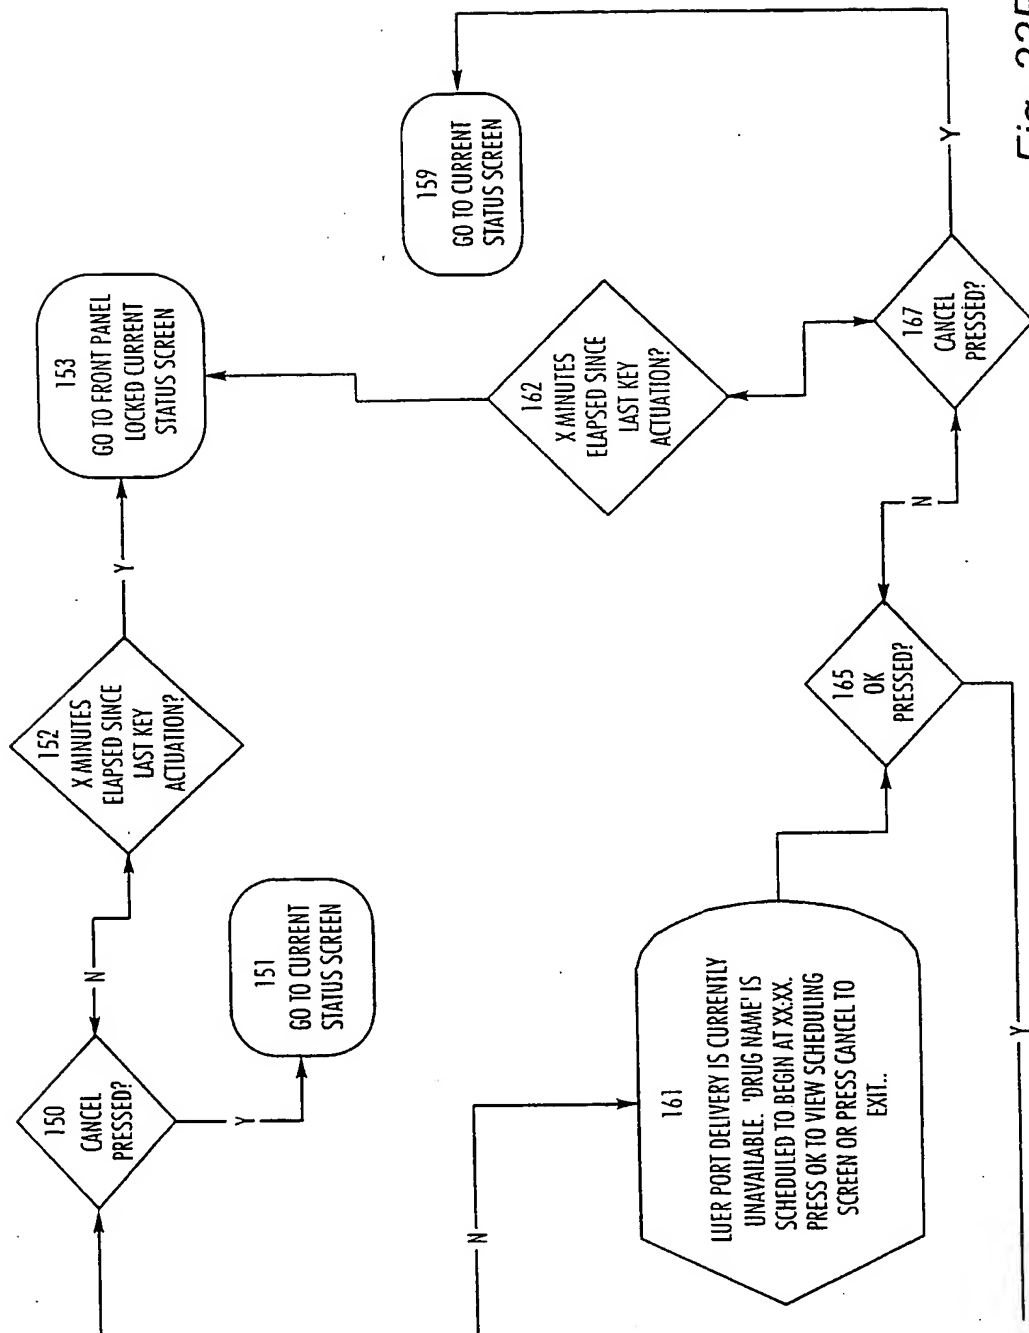 150
CANCEL
PRESSED?
N
Y
151
GO TO CURRENT
STATUS SCREEN
152
X MINUTES
ELAPSED SINCE
LAST KEY
ACTUATION?
Y
153
GO TO FRONT PANEL
LOCKED CURRENT
STATUS SCREEN
N
161
LUER PORT DELIVERY IS CURRENTLY
UNAVAILABLE. 'DRUG NAME' IS
SCHEDULED TO BEGIN AT XX:XX.
PRESS OK TO VIEW SCHEDULING
SCREEN OR PRESS CANCEL TO
EXIT..
165
OK
PRESSED?
N
Y
162
X MINUTES
ELAPSED SINCE
LAST KEY
ACTUATION?
167
CANCEL
PRESSED?
Y
159
GO TO CURRENT
STATUS SCREEN
Fig.